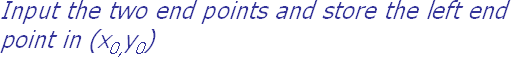 Input the two end points and store the left end
point in (x0,y0)